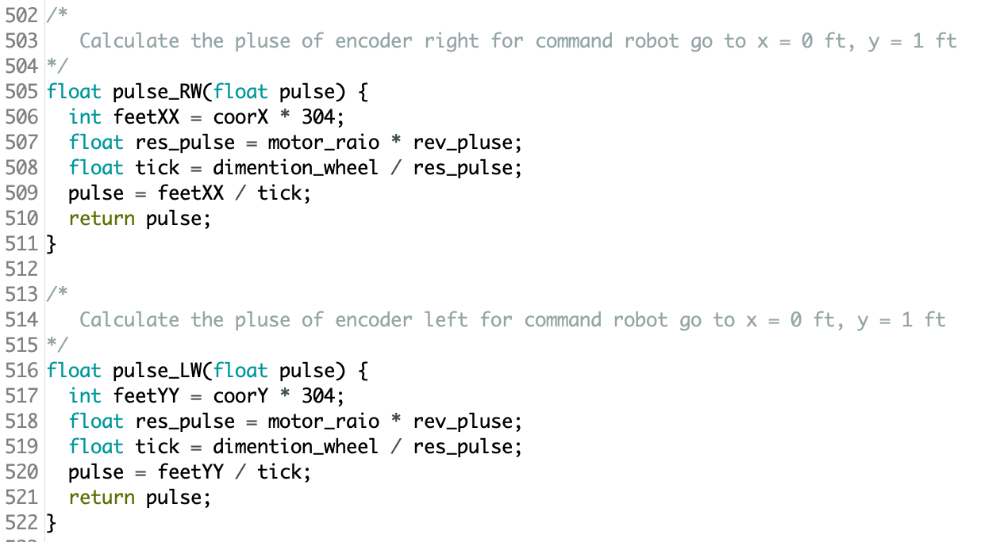 502 /*
503 Calculate the pluse of encoder right for command robot go to x = 0 ft, y = 1 ft
504 */
505 float pulse_RW(float pulse) {
506 int feetXX = coorX * 304;
507 float res_pulse = motor_raio * rev_pluse;
508 float tick = dimention_wheel / res_pulse;
509 pulse = feetXX / tick;
510 return pulse;
511 }
512
513 /*
514 Calculate the pluse of encoder left for command robot go to x = 0 ft, y = 1 ft
515 */
516 float pulse_LW(float pulse) {
517 int feetYY = coorY * 304;
518 float res_pulse = motor_raio * rev_pluse;
519 float tick = dimention_wheel / res_pulse;
520 pulse = feetYY / tick;
521 return pulse;
522 }